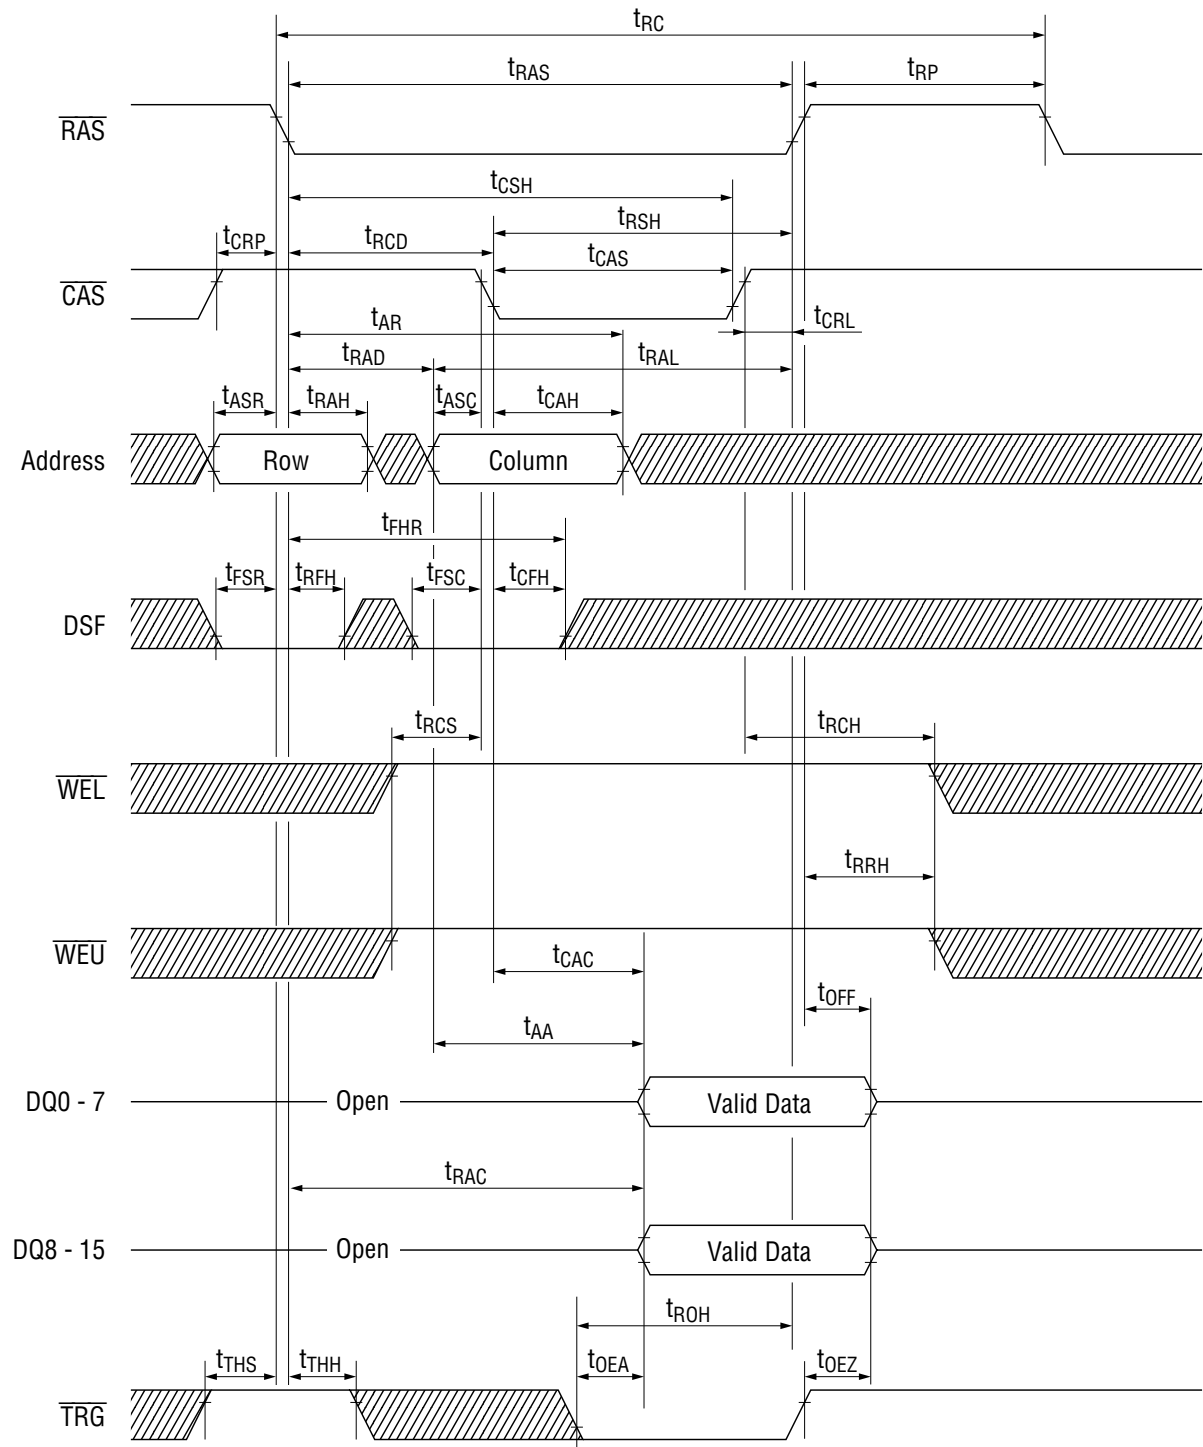 tRC
tRAS tRP
RAS
tCSH
tRSH
tCRP tRCD
tCAS
CAS
tAR tCRL
tRAD tRAL
tASR tRAH tASC tCAH
Address Row Column
tFHR
tFSR tRFH tFSC tCFH
DSF
tRCS tRCH
WEL
tRRH
WEU
tCAC
tOFF
tAA
DQ0 - 7 Open Valid Data
tRAC
DQ8 - 15 Open Valid Data
tROH
tTHS tTHH tOEA tOEZ
TRG